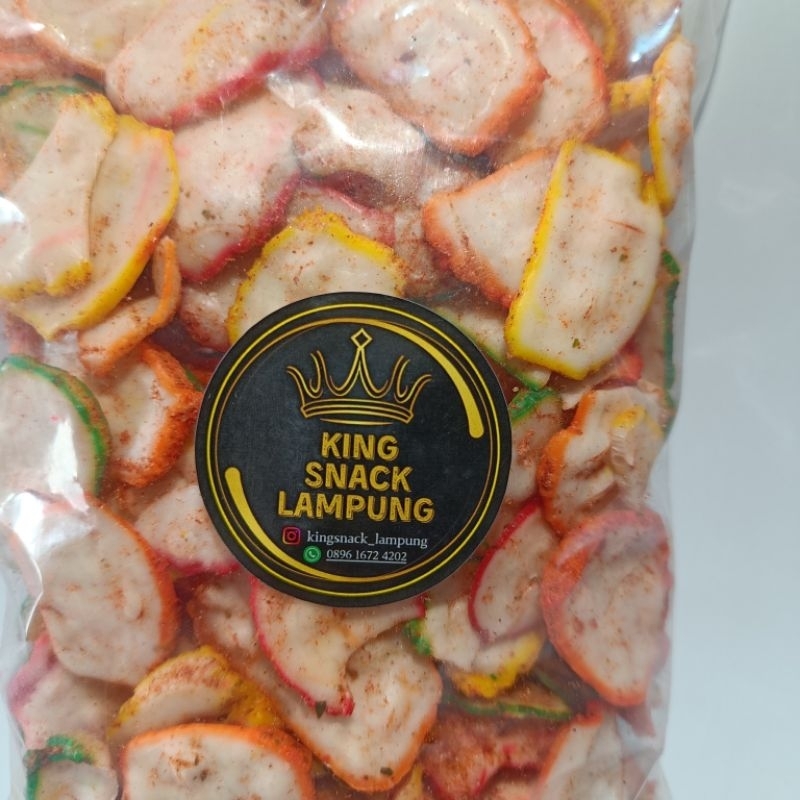 KING
SNACK
LAMPUNG
kingsnack_lampung
0896 1672 4202